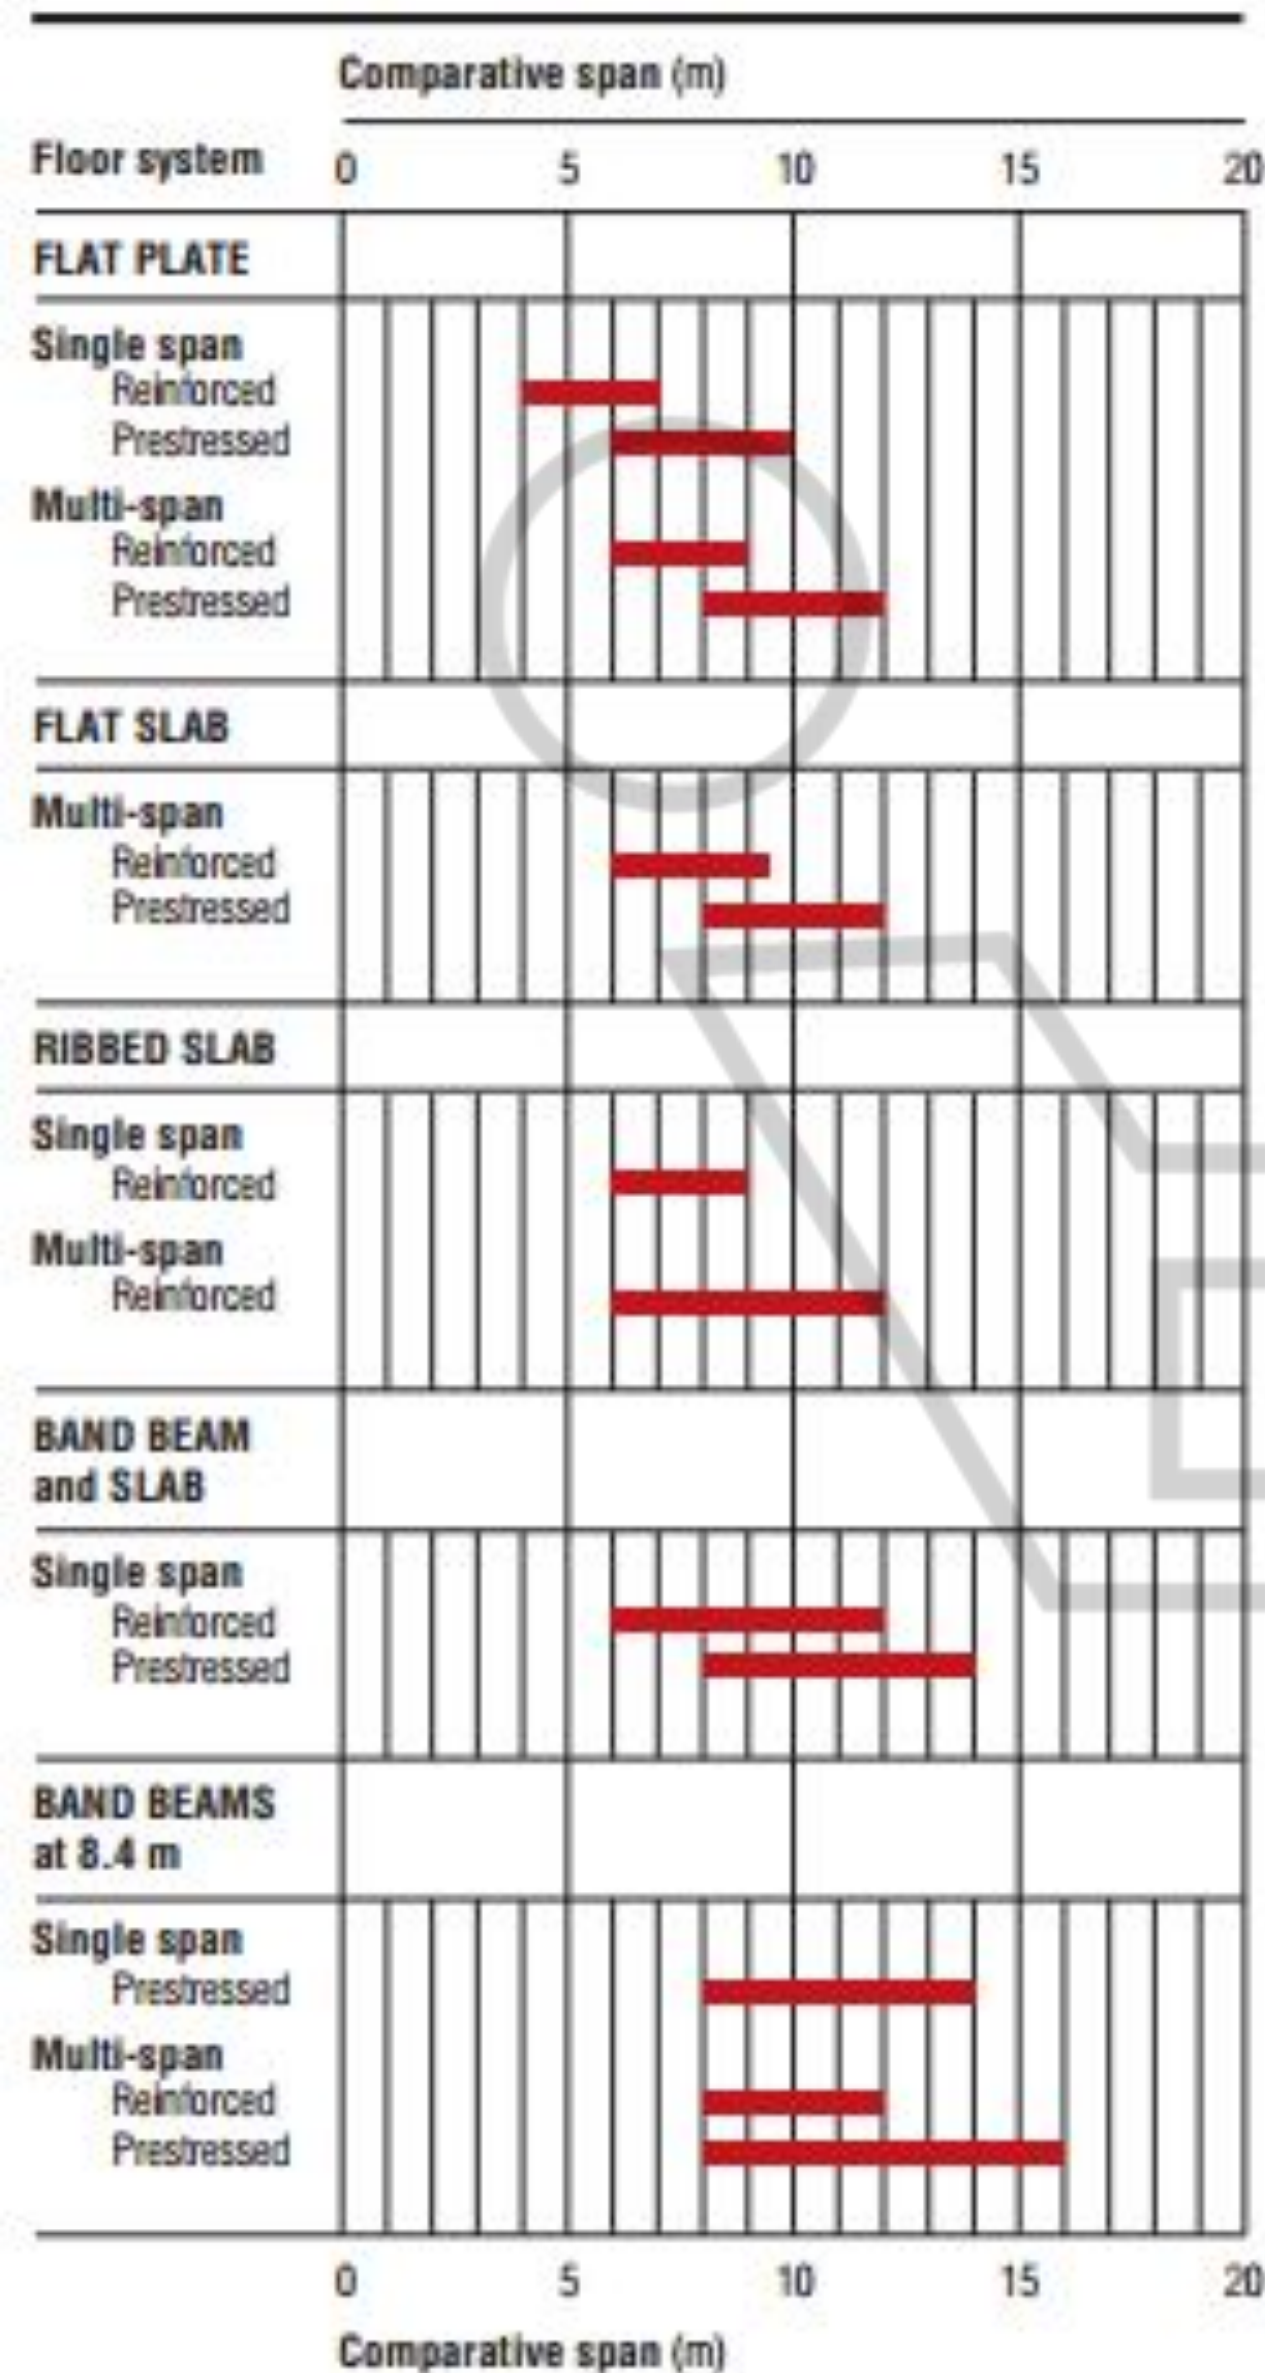 Comparative span (m)
Floor system 0 5 10 15 20
FLAT PLATE
Single span
Reinforced
Prestressed
Multi-span
Reinforced
Prestressed
FLAT SLAB
Multi-span
Reinforced
Prestressed
RIBBED SLAB
Single span
Reinforced
Multi-span
Reinforced
BAND BEAM
and SLAB
Single span
Reinforced
Prestressed
BAND BEAMS
at 8.4 m
Single span
Prestressed
Multi-span
Reinforced
Prestressed
0 5 10 15 20
Comparative span (m)